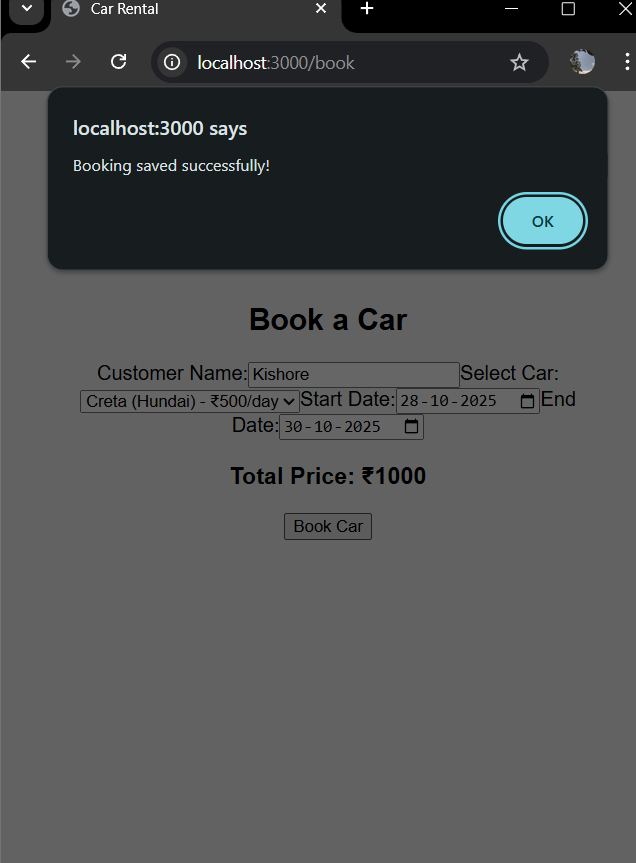 Car Rental
localhost:3000/book
localhost:3000 says
Booking saved successfully!
OK
Book a Car
Customer Name: Kishore Select Car:
Creta (Hundai) - ₹500/day Start Date: 28-10-2025 End
Date: 30-10-2025
Total Price: ₹1000
Book Car